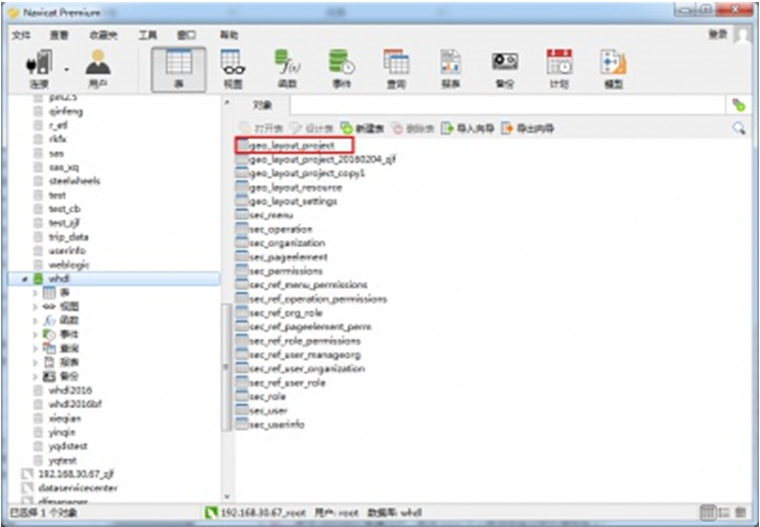 Navicat Premium
文件 查看 收藏夹 工具 窗口 帮助 登录
连接 用户 表 视图 函数 事件 查询 报表 备份 计划 模型
对象
打开表 设计表 新建表 删除表 导入向导 导出向导
pm2.5
qinfeng
r_etl
rkfx
sas
sas_xq
steelwheels
test
test_cb
test_zjf
trip_data
userinfo
weblogic
whdl
表
视图
函数
事件
查询
报表
备份
whdl2016
whdl2016bf
xieqian
yinqin
yqdstest
yqtest
192.168.30.67_zjf
dataservicecenter
dfmanager
geo_layout_project
geo_layout_project_20160204_zjf
geo_layout_project_copy1
geo_layout_resource
geo_layout_settings
sec_menu
sec_operation
sec_organization
sec_pageelement
sec_permissions
sec_ref_menu_permissions
sec_ref_operation_permissions
sec_ref_org_role
sec_ref_pageelement_perm
sec_ref_role_permissions
sec_ref_user_manageorg
sec_ref_user_organization
sec_ref_user_role
sec_role
sec_user
sec_userinfo
已选择 1 个对象 192.168.30.67_root 用户: root 数据库: whdl